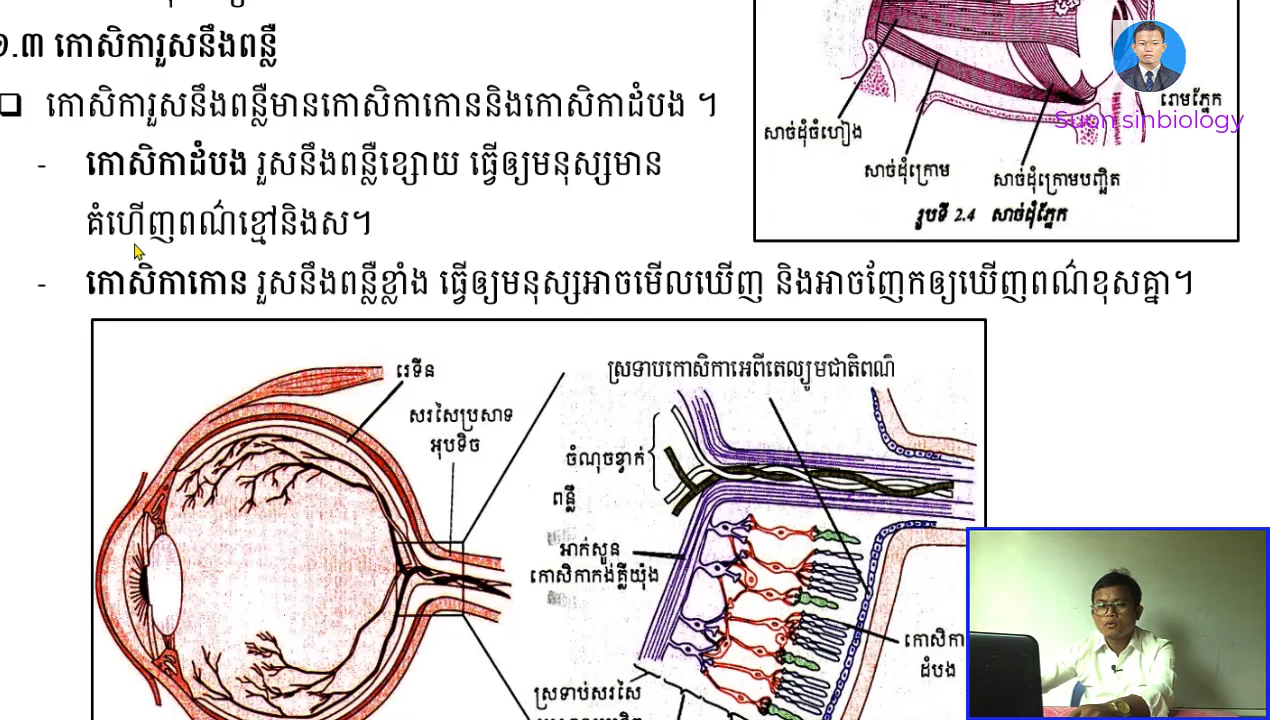 ១.៣ កោសិការួសនឹងពន្លឺ
កោសិការួសនឹងពន្លឺមានកោសិកាកោននិងកោសិកាដំបង ។
- កោសិកាដំបង រួសនឹងពន្លឺខ្សោយ ធ្វើឲ្យមនុស្សមាន
គំហើញពណ៌ខ្មៅនិងស។
- កោសិកាកោន រួសនឹងពន្លឺខ្លាំង ធ្វើឲ្យមនុស្សអាចមើលឃើញ និងអាចញែកឲ្យឃើញពណ៌ខុសគ្នា។
រោមភ្នែក
Suon sinbiology
សាច់ដុំចំហៀង
សាច់ដុំក្រោម
សាច់ដុំក្រោមបញ្ឆិត
រូបទី 2.4 សាច់ដុំភ្នែក
រេទីន
សរសៃប្រសាទ
អុបទិច
ស្រទាបកោសិកាអេពីតេល្យូមជាតិពណ៌
ចំណុចខ្វាក់
ពន្លឺ
អាក់សូន
កោសិកាកង់គ្លីយ៉ុង
កោសិកា
ដំបង
ស្រទាប់សរសៃ